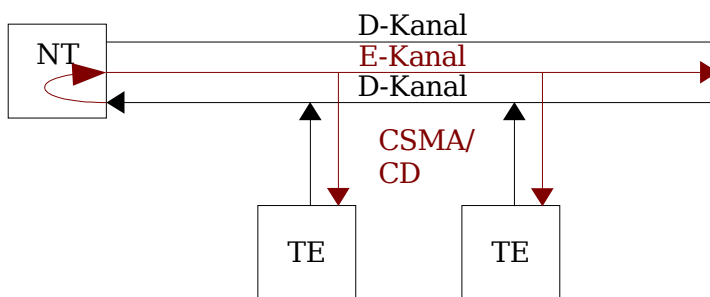 D-Kanal
NT
E-Kanal
D-Kanal
CSMA/
CD
TE
TE